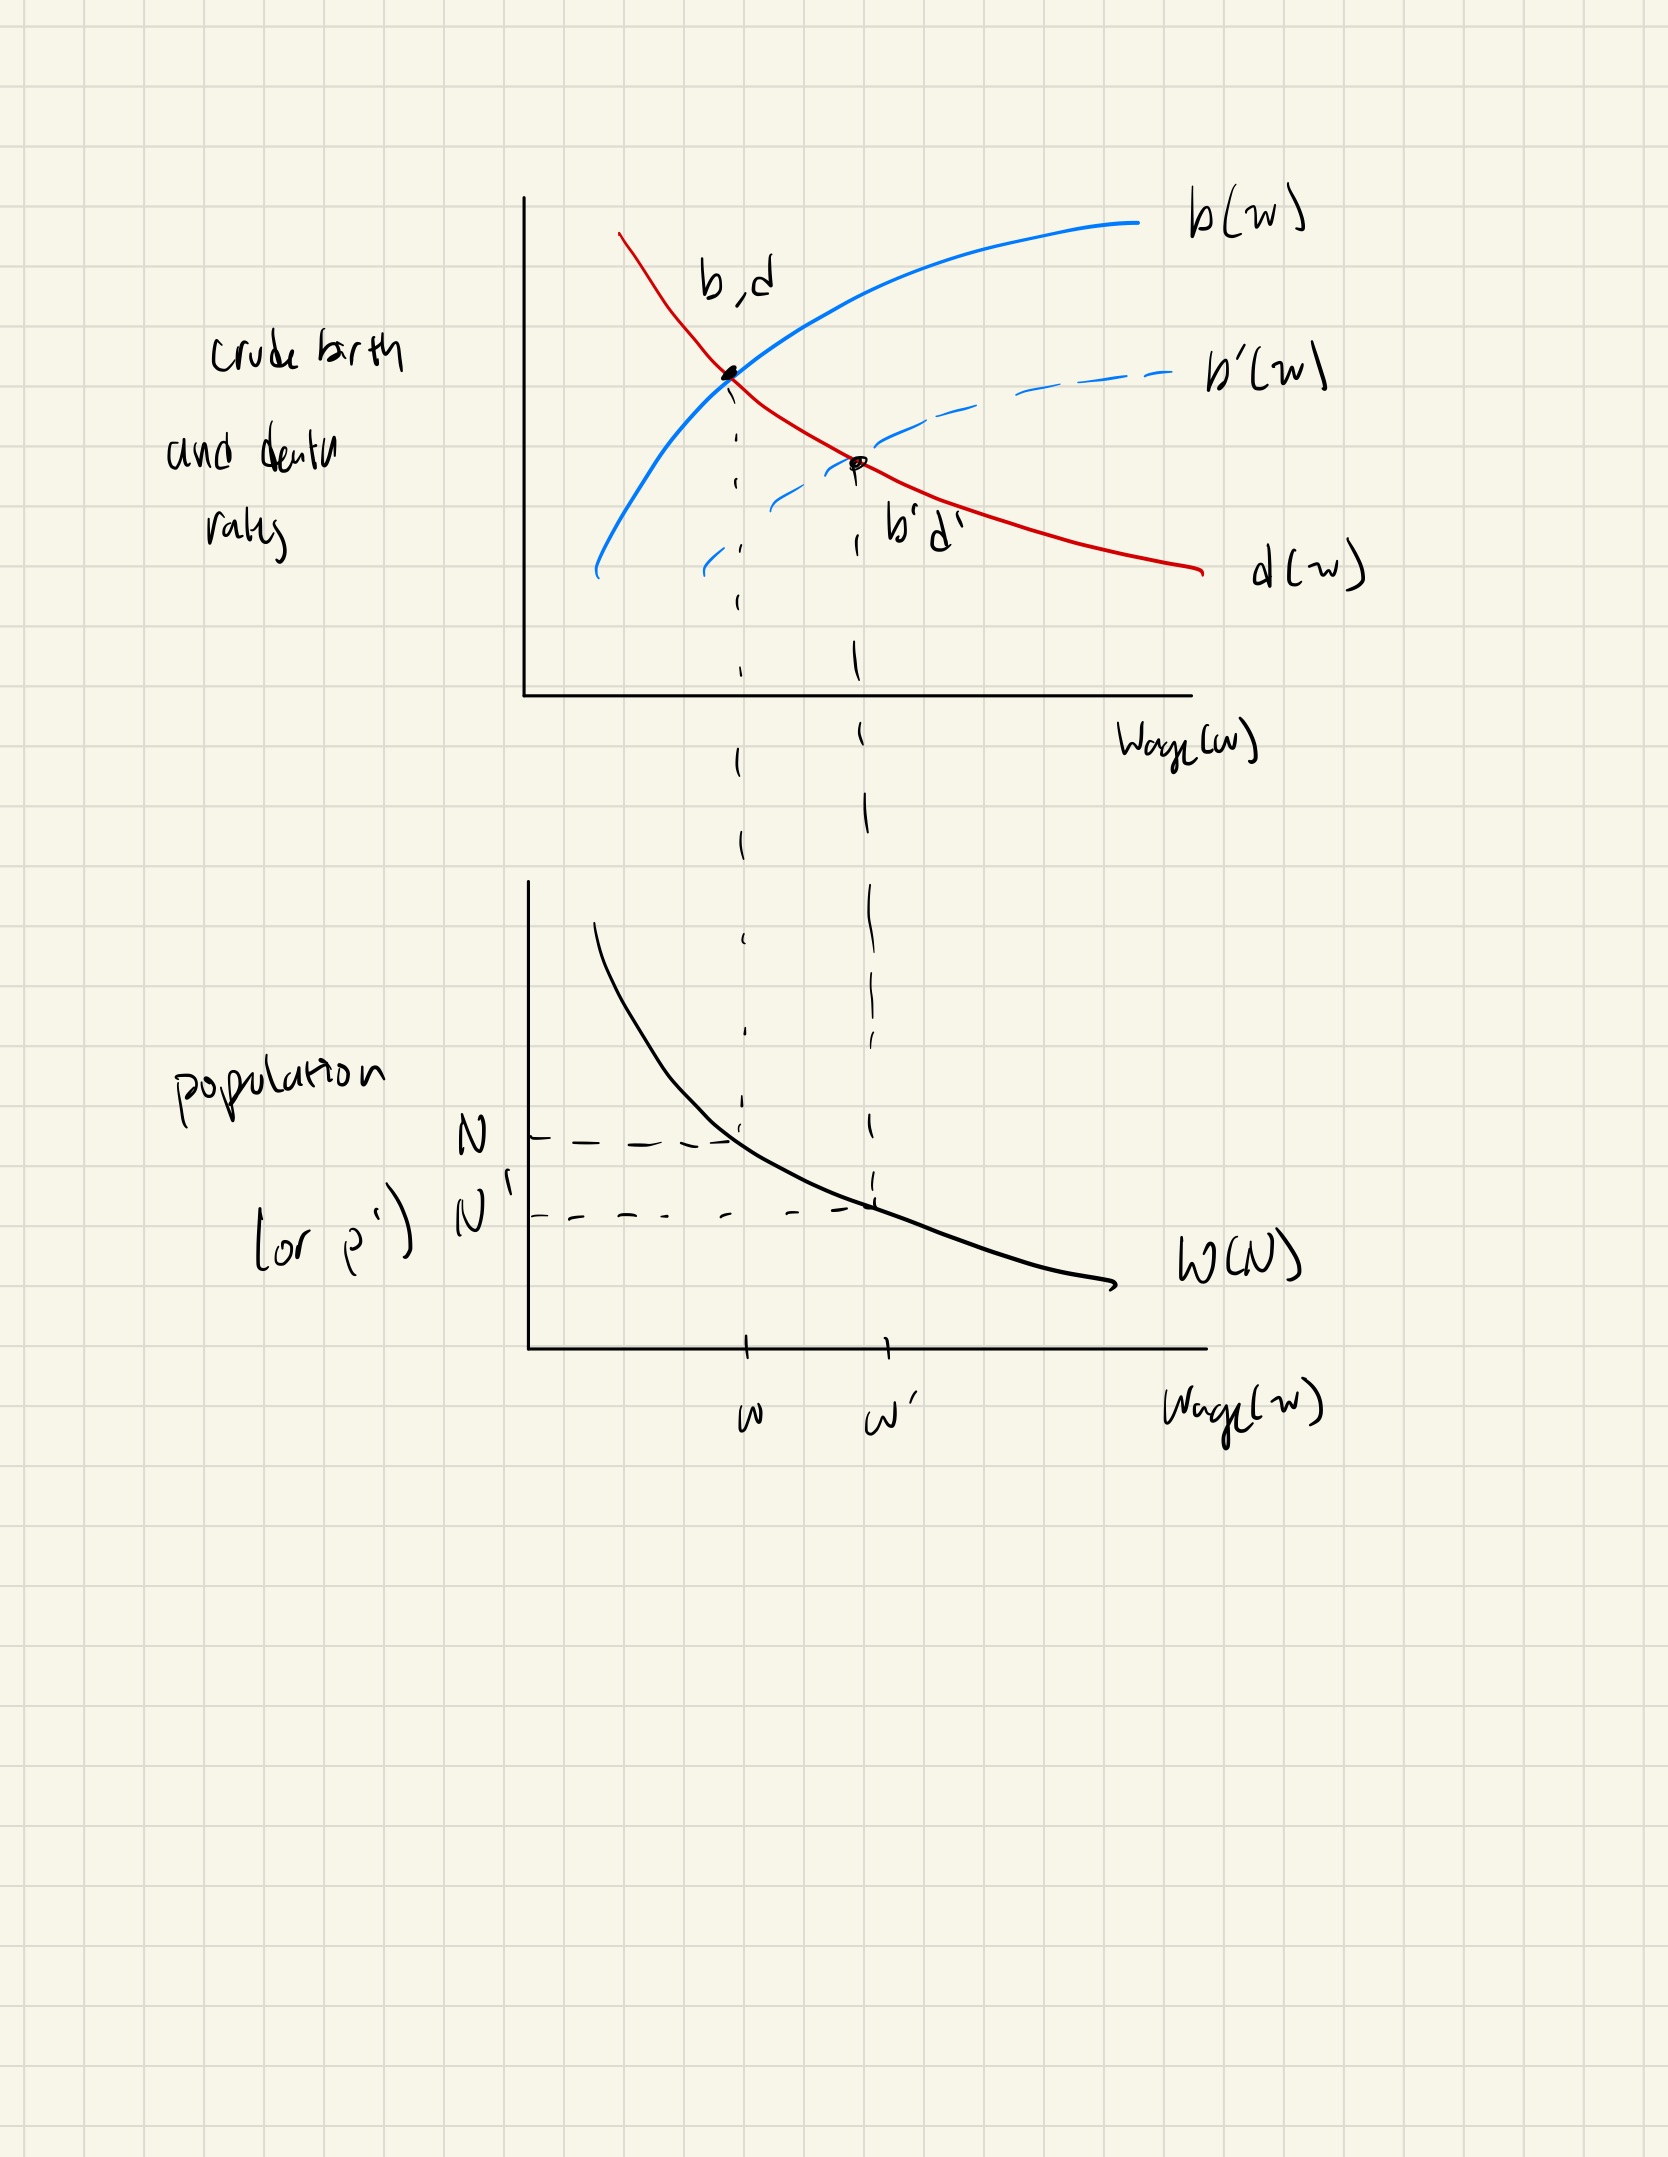 b(w)
b,d
crude birth
b'(w)
and death
rates
b'd'
d(w)
Wage(w)
population
N
N'
(or p')
W(N)
w
w'
Wage(w)